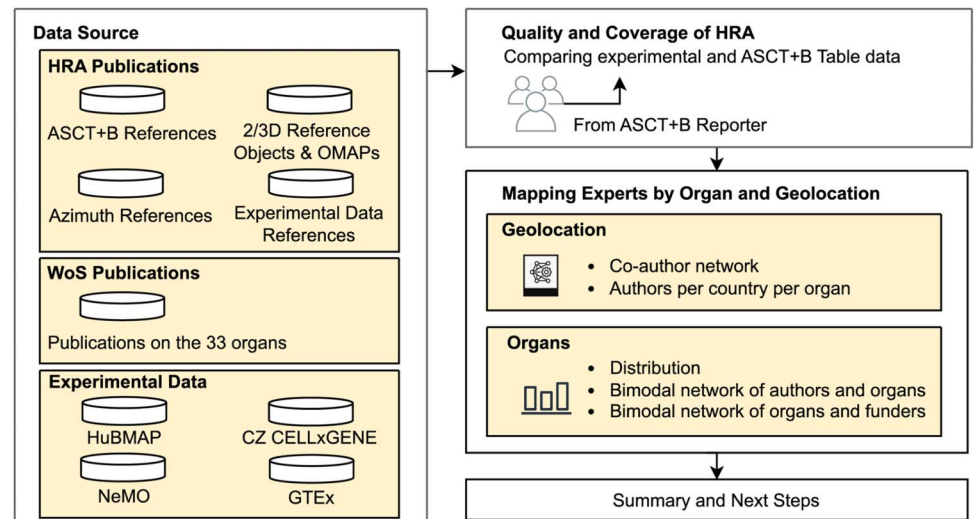 Data Source
HRA Publications
ASCT+B References
2/3D Reference
Objects & OMAPs
Azimuth References
Experimental Data
References
WoS Publications
Publications on the 33 organs
Experimental Data
HuBMAP
CZ CELLxGENE
NeMO
GTEx
Quality and Coverage of HRA
Comparing experimental and ASCT+B Table data
From ASCT+B Reporter
Mapping Experts by Organ and Geolocation
Geolocation
• Co-author network
• Authors per country per organ
Organs
• Distribution
• Bimodal network of authors and organs
• Bimodal network of organs and funders
Summary and Next Steps